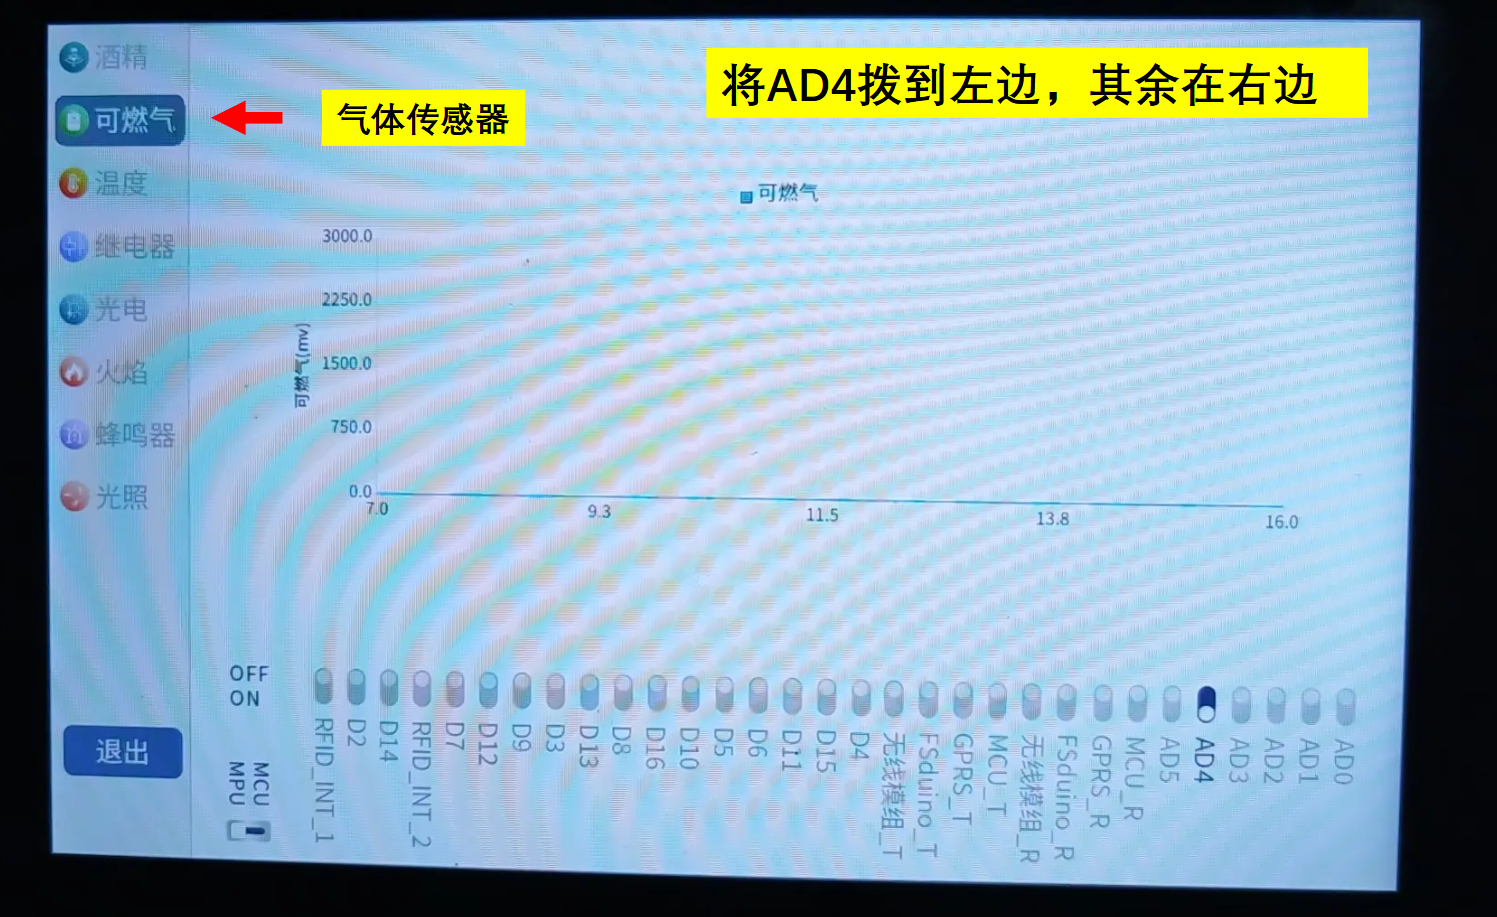 酒精
可燃气
温度
继电器
光电
火焰
蜂鸣器
光照
退出
气体传感器
将AD4拨到左边，其余在右边
可燃气
可燃气(mv)
3000.0
2250.0
1500.0
750.0
0.0
7.0
9.3
11.5
13.8
16.0
OFF
ON
MCU
MPU
RFID_INT_1
D2
D14
RFID_INT_2
D7
D12
D9
D3
D13
D8
D16
D10
D5
D6
D11
D15
D4
无线模组_T
FSduino_T
GPRS_T
MCU_T
无线模组_R
FSduino_R
GPRS_R
MCU_R
AD5
AD4
AD3
AD2
AD1
AD0